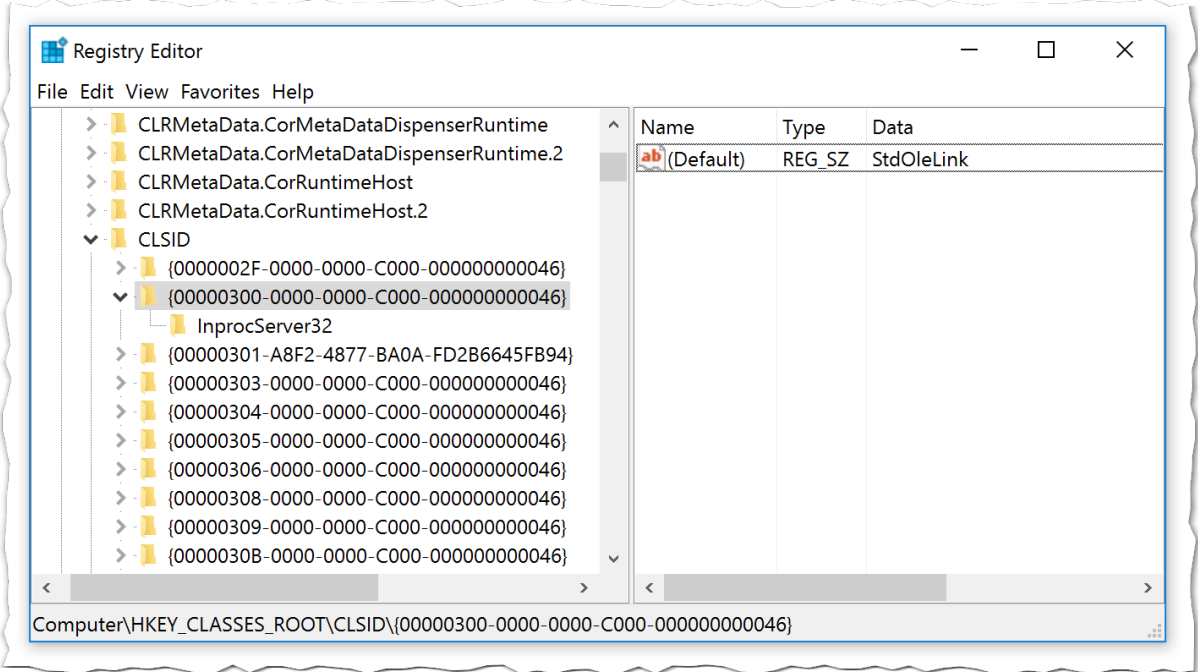 Registry Editor
File Edit View Favorites Help
CLRMetaData.CorMetaDataDispenserRuntime
CLRMetaData.CorMetaDataDispenserRuntime.2
CLRMetaData.CorRuntimeHost
CLRMetaData.CorRuntimeHost.2
CLSID
{0000002F-0000-0000-C000-000000000046}
{00000300-0000-0000-C000-000000000046}
InprocServer32
{00000301-A8F2-4877-BA0A-FD2B6645FB94}
{00000303-0000-0000-C000-000000000046}
{00000304-0000-0000-C000-000000000046}
{00000305-0000-0000-C000-000000000046}
{00000306-0000-0000-C000-000000000046}
{00000308-0000-0000-C000-000000000046}
{00000309-0000-0000-C000-000000000046}
{0000030B-0000-0000-C000-000000000046}
Name Type Data
ab (Default) REG_SZ StdOleLink
Computer\HKEY_CLASSES_ROOT\CLSID\{00000300-0000-0000-C000-000000000046}